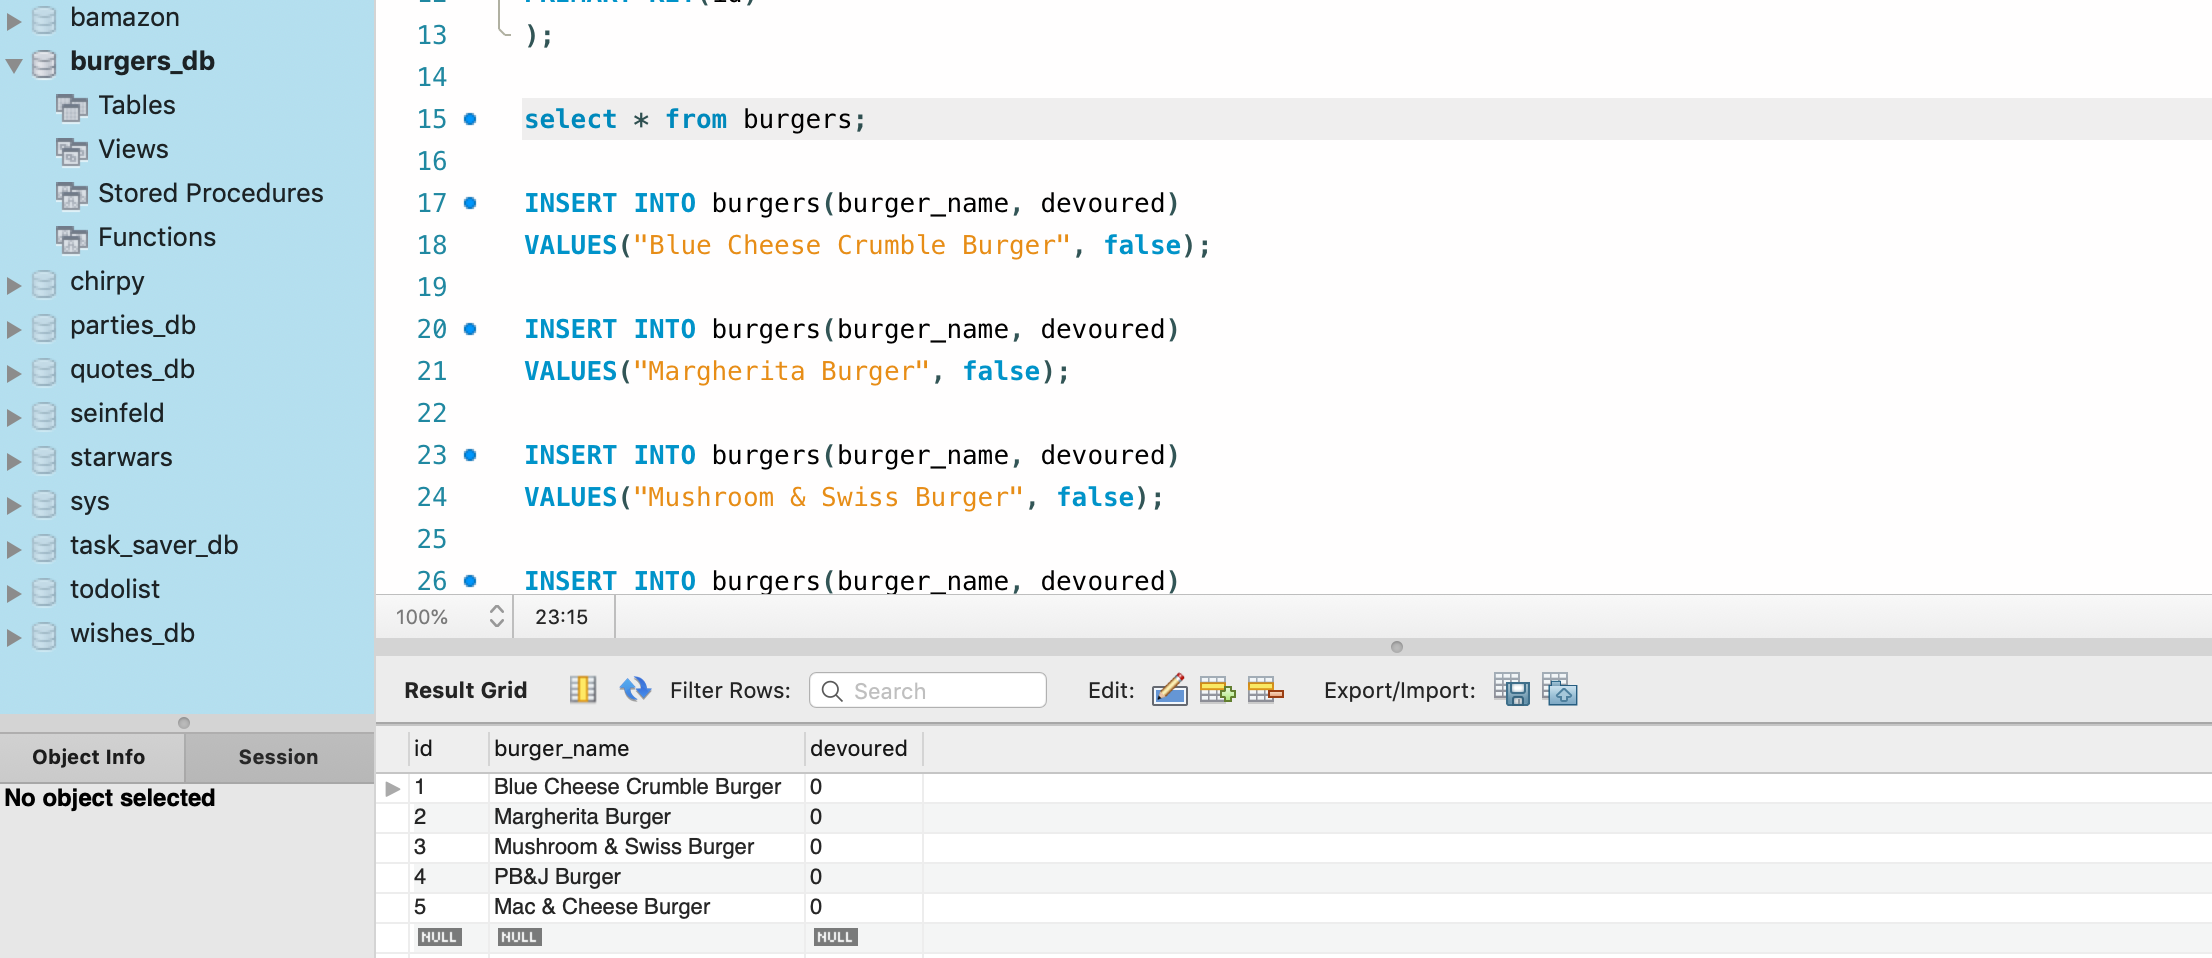 bamazon
burgers_db
Tables
Views
Stored Procedures
Functions
chirpy
parties_db
quotes_db
seinfeld
starwars
sys
task_saver_db
todolist
wishes_db
Object Info Session
No object selected
12 PRIMARY KEY(id)
13 );
14
15 select * from burgers;
16
17 INSERT INTO burgers(burger_name, devoured)
18 VALUES("Blue Cheese Crumble Burger", false);
19
20 INSERT INTO burgers(burger_name, devoured)
21 VALUES("Margherita Burger", false);
22
23 INSERT INTO burgers(burger_name, devoured)
24 VALUES("Mushroom & Swiss Burger", false);
25
26 INSERT INTO burgers(burger_name, devoured)
100% 23:15
Result Grid Filter Rows: Search Edit: Export/Import:
id burger_name devoured
1 Blue Cheese Crumble Burger 0
2 Margherita Burger 0
3 Mushroom & Swiss Burger 0
4 PB&J Burger 0
5 Mac & Cheese Burger 0
NULL NULL NULL